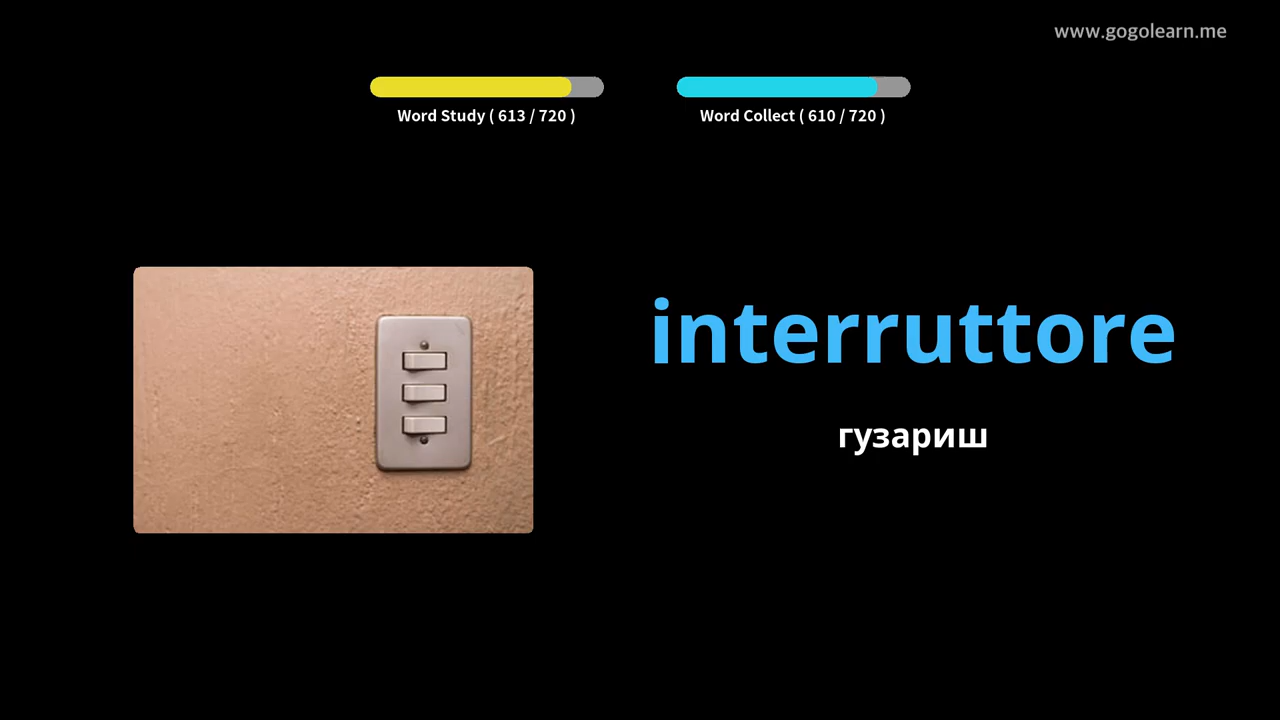 www.gogolearn.me
Word Study ( 613 / 720 )
Word Collect ( 610 / 720 )
interruttore
гузариш